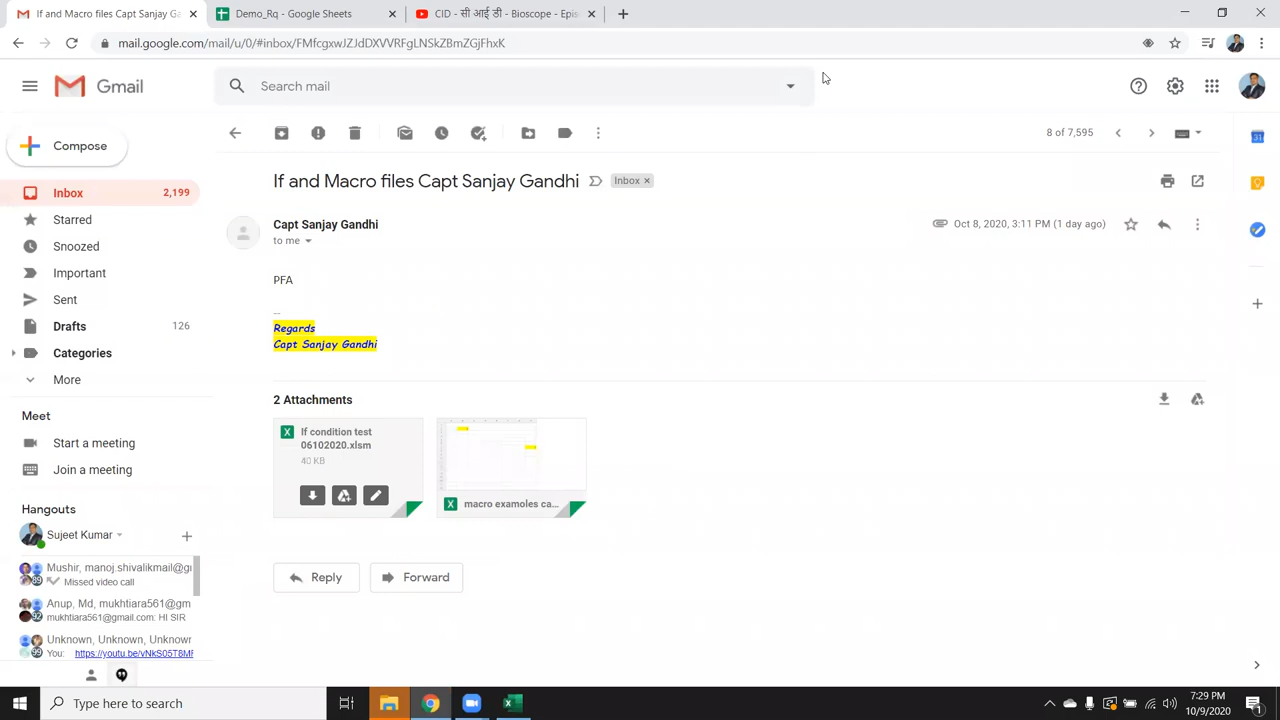 If and Macro files Capt Sanjay Gandhi
Demo_Rq - Google Sheets
CID - सी आई डी - Bioscope - Epis
mail.google.com/mail/u/0/#inbox/FMfcgxwJZJdDXVVRFgLNSkZBmZGjFhxK
Gmail
Search mail
Compose
8 of 7,595
Inbox 2,199
Starred
Snoozed
Important
Sent
Drafts 126
Categories
More
If and Macro files Capt Sanjay Gandhi
Inbox
Capt Sanjay Gandhi
Oct 8, 2020, 3:11 PM (1 day ago)
to me
PFA
--
Regards
Capt Sanjay Gandhi
2 Attachments
If condition test
06102020.xlsm
40 KB
macro examoles ca...
Reply
Forward
Meet
Start a meeting
Join a meeting
Hangouts
Sujeet Kumar
Mushir, manoj.shivalikmail@gi
Missed video call
Anup, Md, mukhtiara561@gm
mukhtiara561@gmail.com: HI SIR
Unknown, Unknown, Unknown
You: https://youtu.be/vNkS05T8MF
Type here to search
7:29 PM
10/9/2020